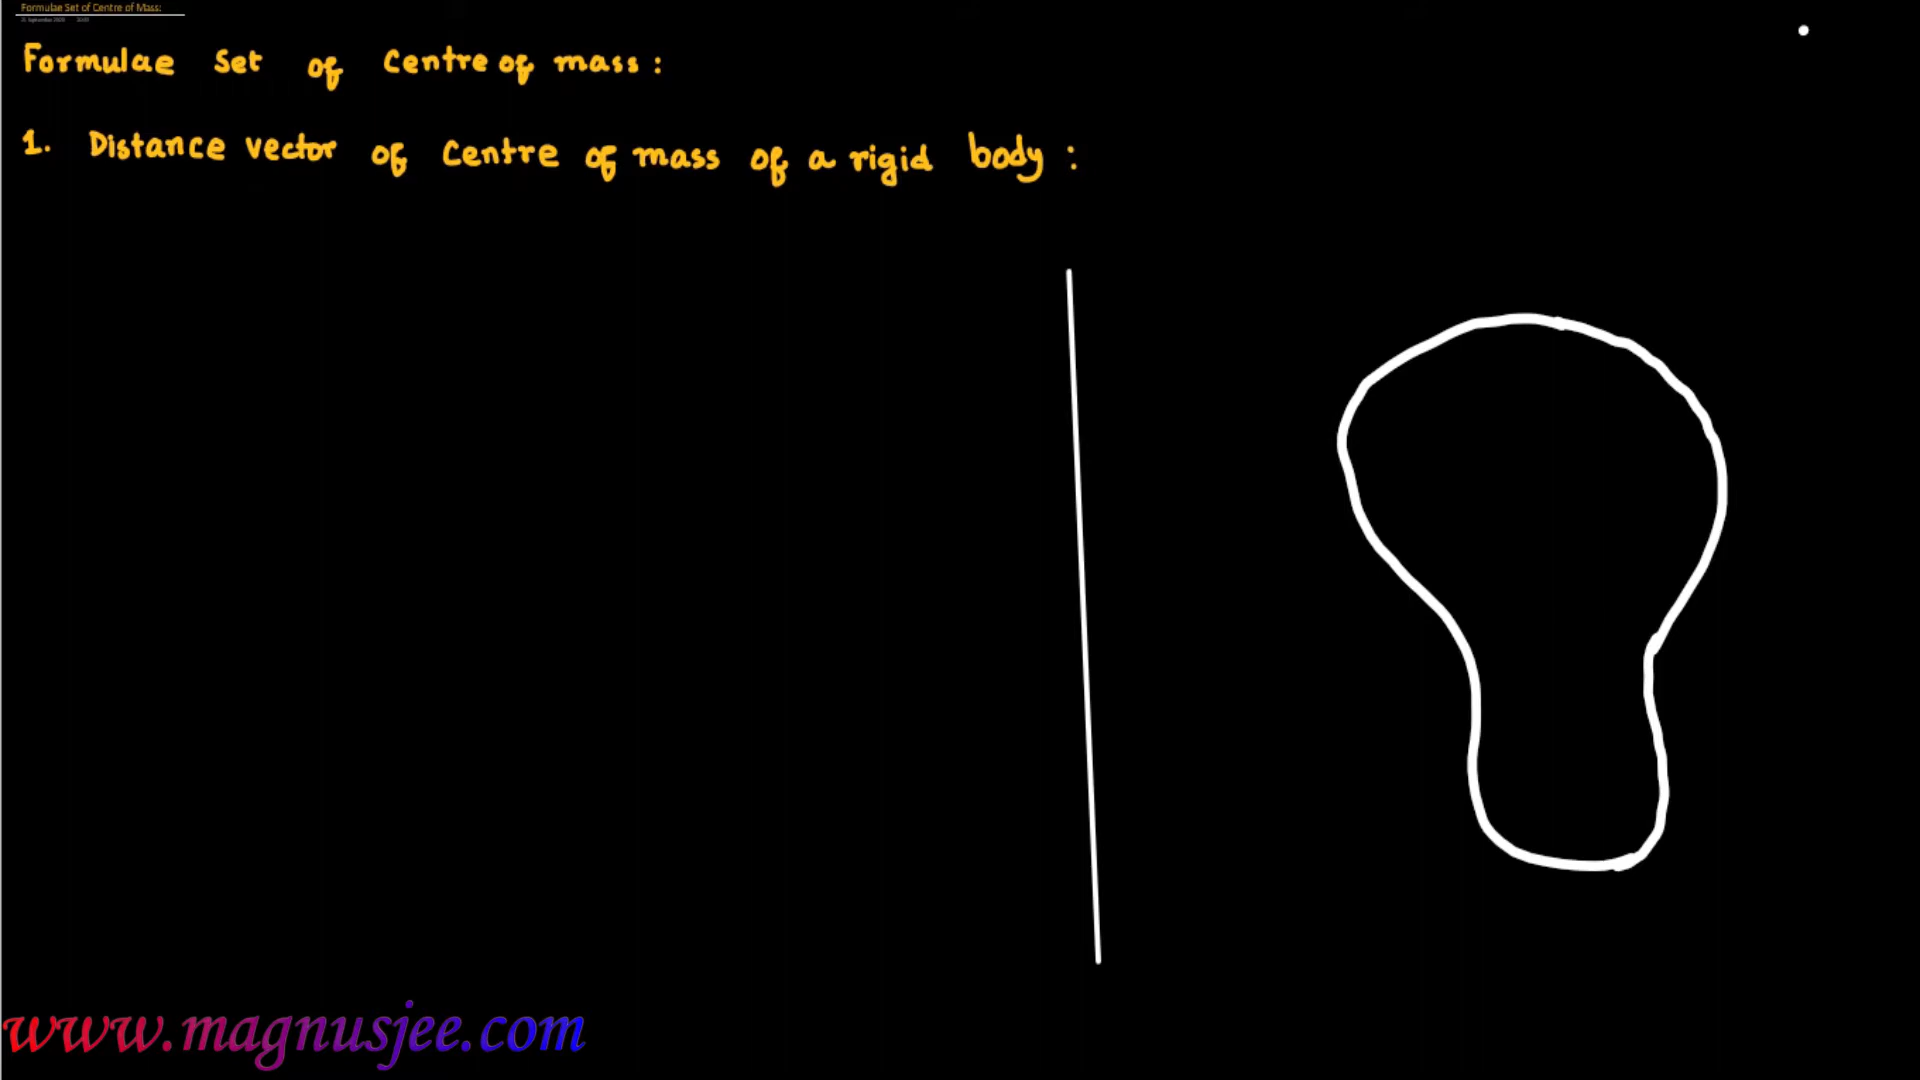 Formulae Set of Centre of Mass:
Formulae Set of Centre of mass :
1. Distance vector of Centre of mass of a rigid body :
www.magnusjee.com